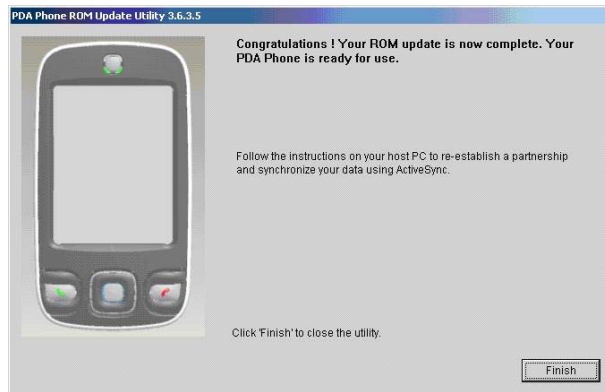 PDA Phone ROM Update Utility 3.6.3.5
Congratulations ! Your ROM update is now complete. Your
PDA Phone is ready for use.
Follow the instructions on your host PC to re-establish a partnership
and synchronize your data using ActiveSync.
Click 'Finish' to close the utility.
Finish